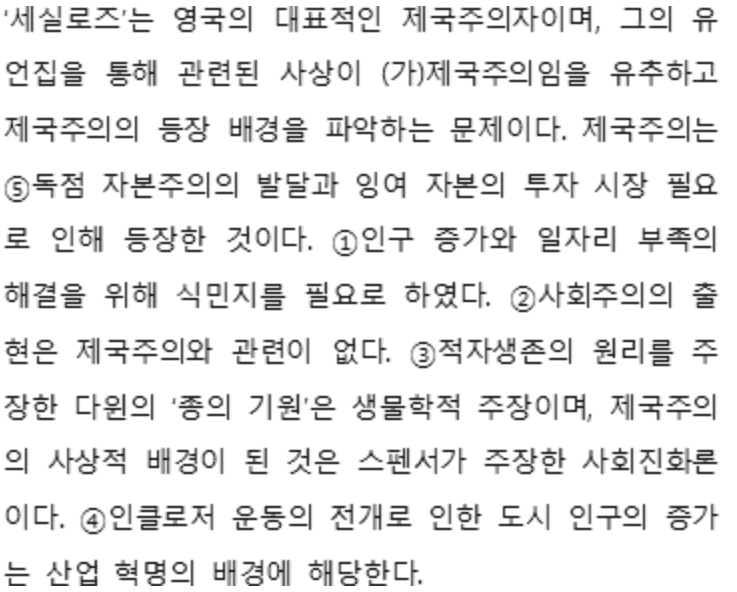 '세실로즈'는 영국의 대표적인 제국주의자이며, 그의 유
언집을 통해 관련된 사상이 (가)제국주의임을 유추하고
제국주의의 등장 배경을 파악하는 문제이다. 제국주의는
⑤독점 자본주의의 발달과 잉여 자본의 투자 시장 필요
로 인해 등장한 것이다. ①인구 증가와 일자리 부족의
해결을 위해 식민지를 필요로 하였다. ②사회주의의 출
현은 제국주의와 관련이 없다. ③적자생존의 원리를 주
장한 다윈의 '종의 기원'은 생물학적 주장이며, 제국주의
의 사상적 배경이 된 것은 스펜서가 주장한 사회진화론
이다. ④인클로저 운동의 전개로 인한 도시 인구의 증가
는 산업 혁명의 배경에 해당한다.